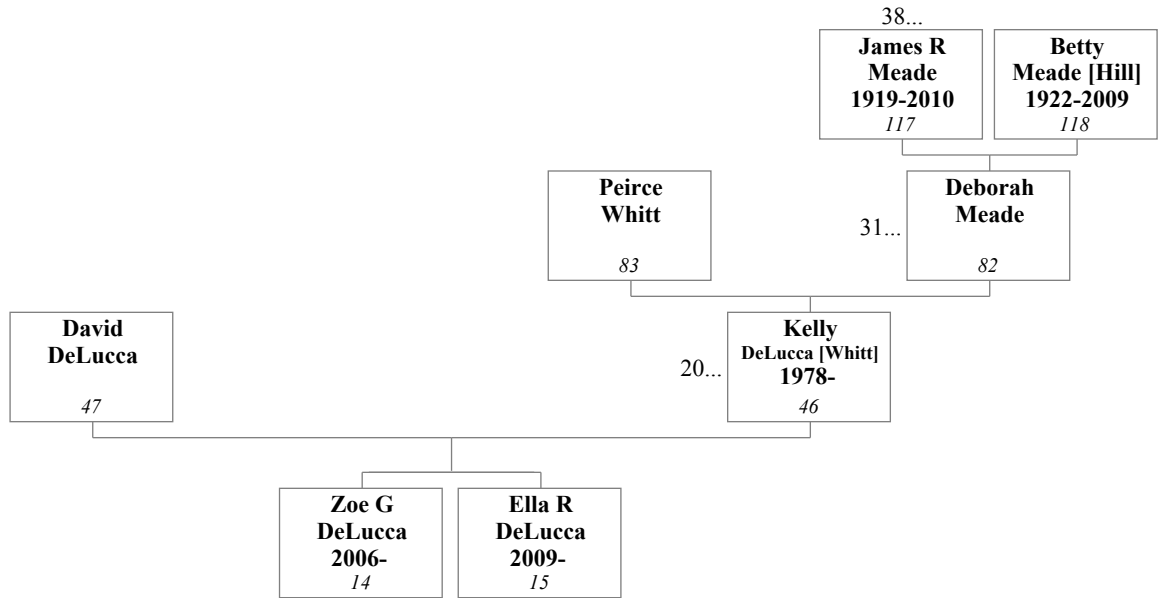 38...
James R
Meade
1919-2010
117
Betty
Meade [Hill]
1922-2009
118
Peirce
Whitt
83
31...
Deborah
Meade
82
David
DeLucca
47
20...
Kelly
DeLucca [Whitt]
1978-
46
Zoe G
DeLucca
2006-
14
Ella R
DeLucca
2009-
15